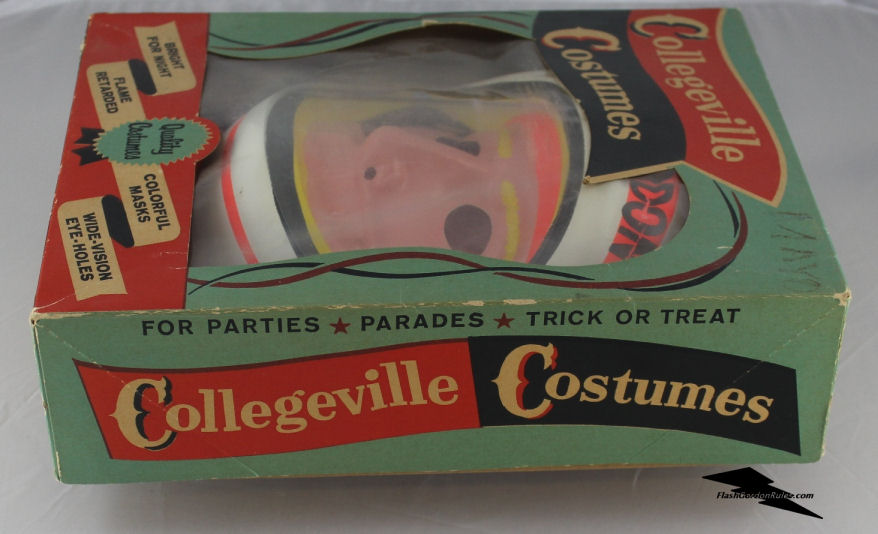 Collegeville
Costumes
BRIGHT
FOR NIGHT
FLAME
RETARDED
Quality
Costumes
COLORFUL
MASKS
WIDE-VISION
EYE-HOLES
FOR PARTIES ★ PARADES ★ TRICK OR TREAT
Collegeville Costumes
FlashGordonRules.com